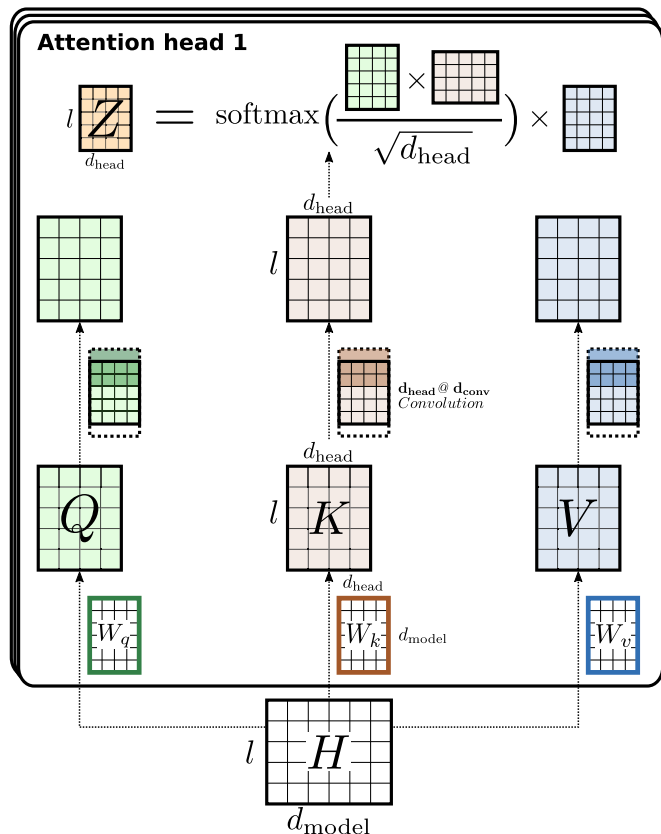 Attention head 1
l Z = softmax( × / √d_head ) ×
d_head
d_head
l
d_head @ d_conv
Convolution
d_head
Q l K V
d_head
W_q W_k d_model W_v
l H
d_model